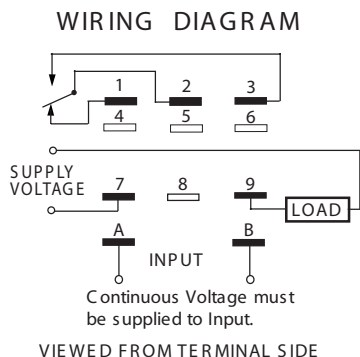 WIRING DIAGRAM
1 2 3
4 5 6
SUPPLY
VOLTAGE
7 8 9
LOAD
A B
INPUT
Continuous Voltage must
be supplied to Input.
VIEWED FROM TERMINAL SIDE